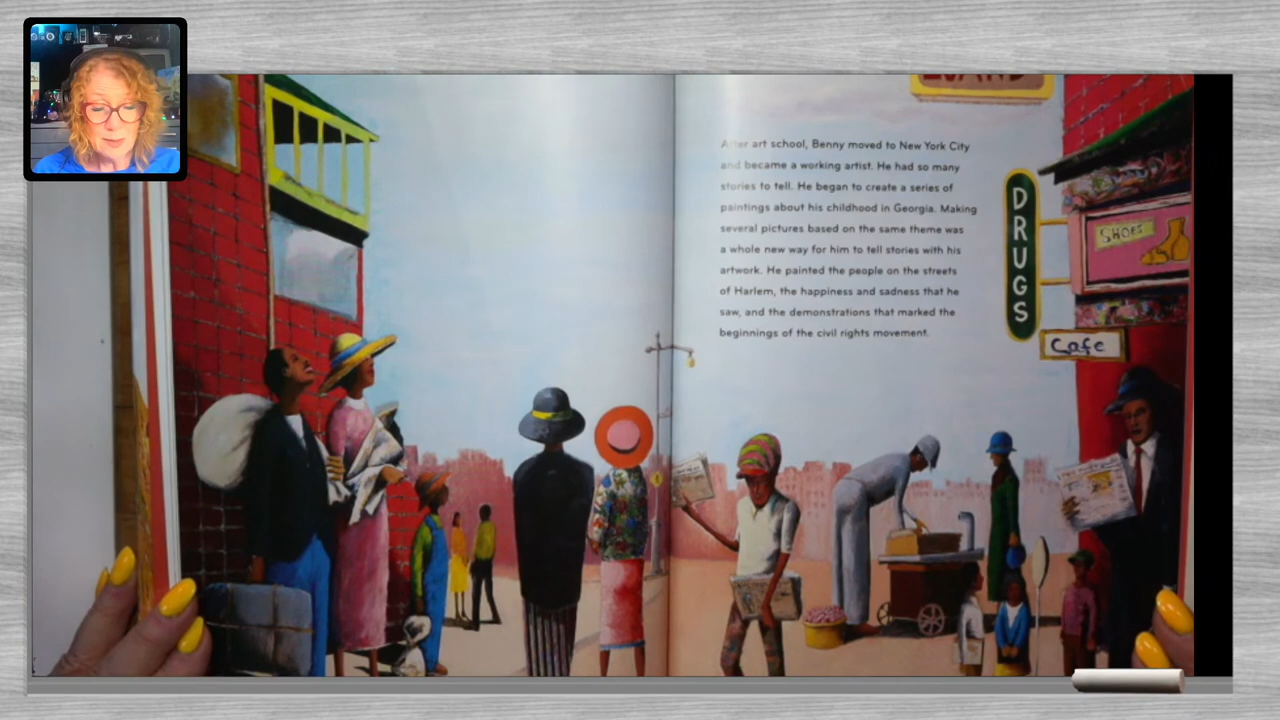 After art school, Benny moved to New York City
and became a working artist. He had so many
stories to tell. He began to create a series of
paintings about his childhood in Georgia. Making
several pictures based on the same theme was
a whole new way for him to tell stories with his
artwork. He painted the people on the streets
of Harlem, the happiness and sadness that he
saw, and the demonstrations that marked the
beginnings of the civil rights movement.
DRUGS
SHOES
Cafe